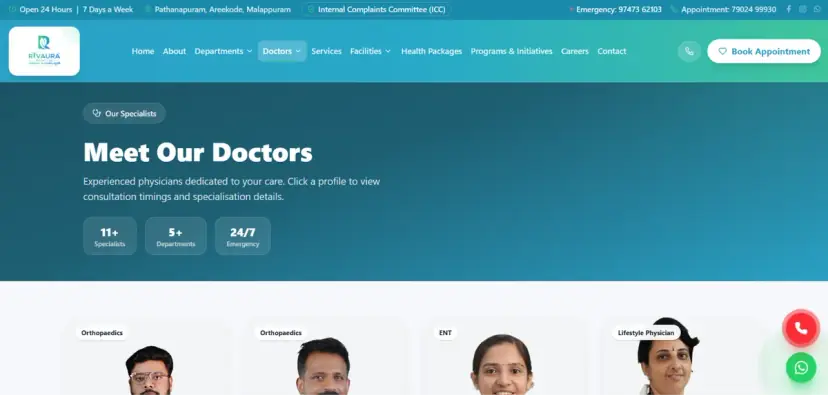 Open 24 Hours | 7 Days a Week
Pathanapuram, Areekode, Malappuram
Internal Complaints Committee (ICC)
Emergency: 97473 62103
Appointment: 79024 99930
RIVAURA
Home
About
Departments
Doctors
Services
Facilities
Health Packages
Programs & Initiatives
Careers
Contact
Book Appointment
Our Specialists
Meet Our Doctors
Experienced physicians dedicated to your care. Click a profile to view
consultation timings and specialisation details.
11+
Specialists
5+
Departments
24/7
Emergency
Orthopaedics
Orthopaedics
ENT
Lifestyle Physician